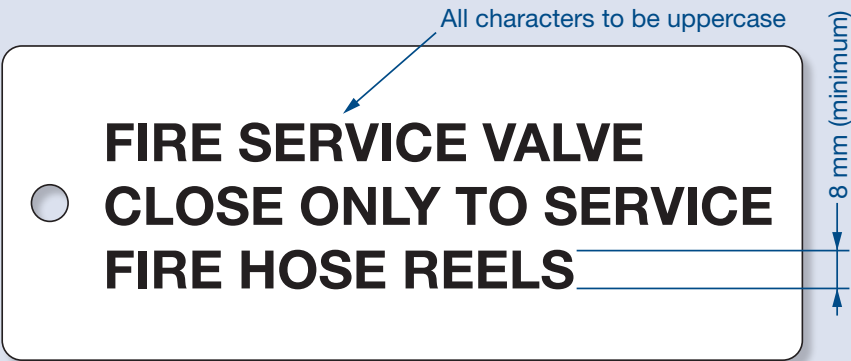 All characters to be uppercase
FIRE SERVICE VALVE
CLOSE ONLY TO SERVICE
FIRE HOSE REELS
8 mm (minimum)